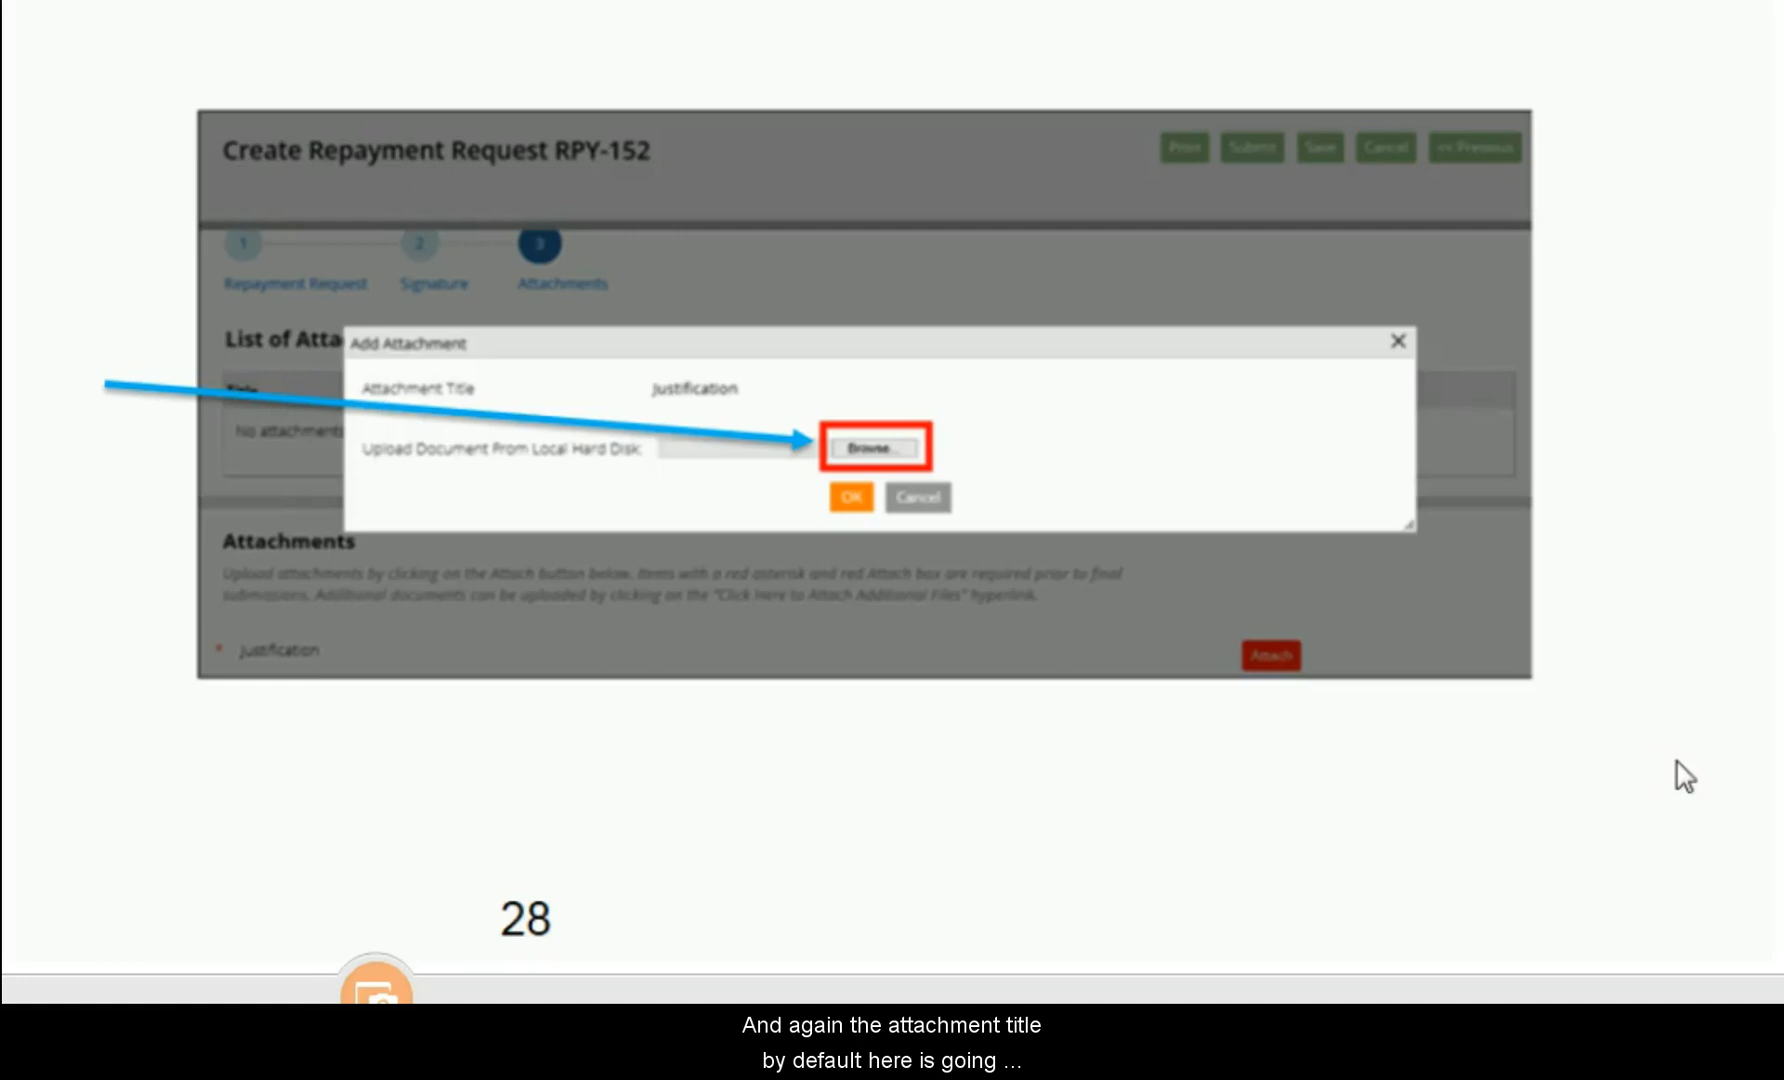 Create Repayment Request RPY-152
Print Submit Save Cancel << Previous
1 2 3
Repayment Request Signature Attachments
List of Atta
Add Attachment
Title
Attachment Title Justification
No attachments
Upload Document From Local Hard Disk: Browse...
OK Cancel
Attachments
Upload attachments by clicking on the Attach button below. Items with a red asterisk and red Attach box are required prior to final
submissions. Additional documents can be uploaded by clicking on the "Click Here to Attach Additional Files" hyperlink.
* Justification Attach
28
And again the attachment title
by default here is going ...